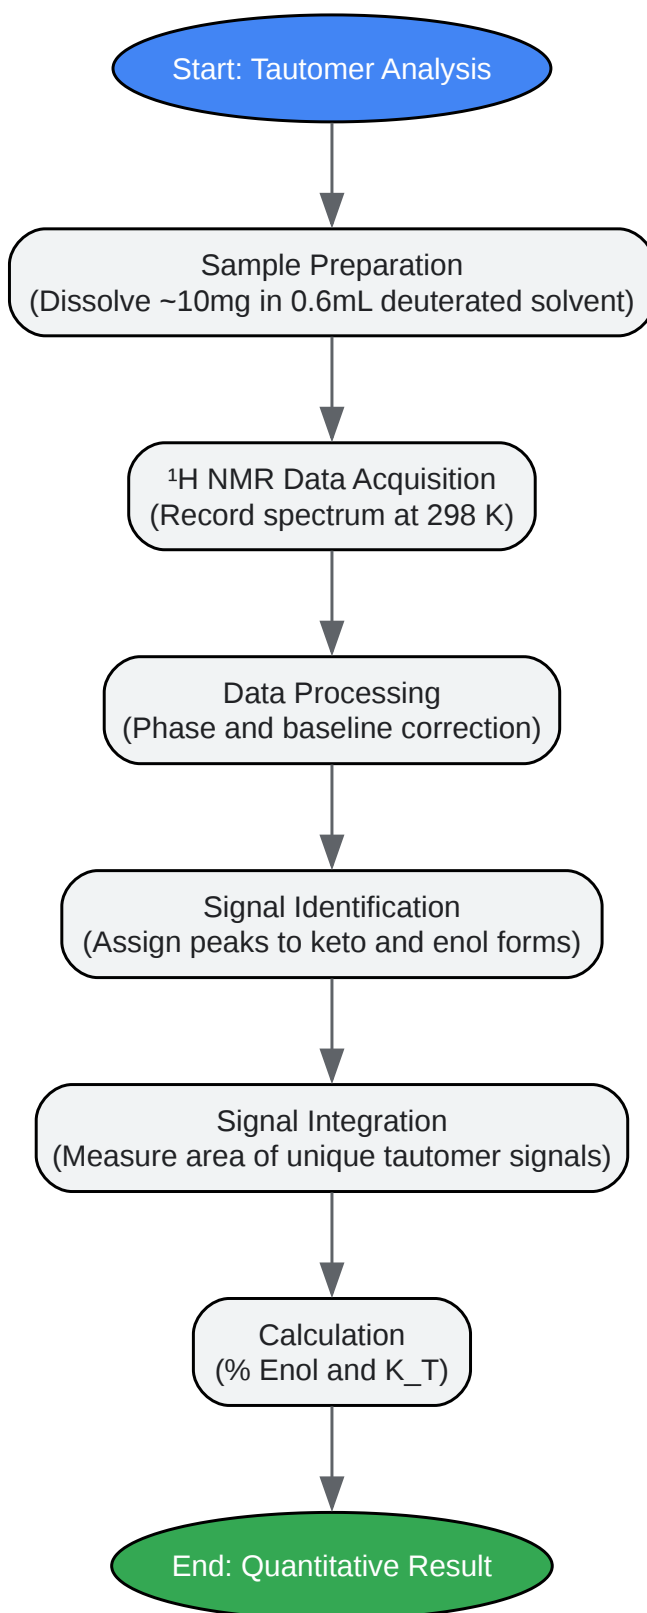 Start: Tautomer Analysis
Sample Preparation
(Dissolve ~10mg in 0.6mL deuterated solvent)
¹H NMR Data Acquisition
(Record spectrum at 298 K)
Data Processing
(Phase and baseline correction)
Signal Identification
(Assign peaks to keto and enol forms)
Signal Integration
(Measure area of unique tautomer signals)
Calculation
(% Enol and K_T)
End: Quantitative Result